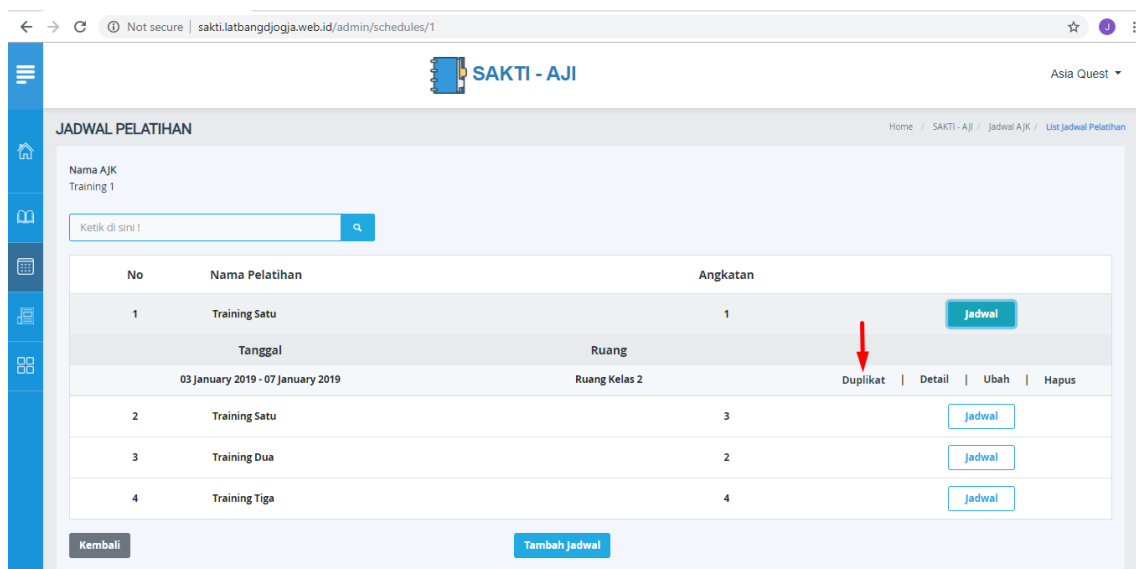 Not secure | sakti.latbangdjogja.web.id/admin/schedules/1
J
SAKTI - AJI
Asia Quest
JADWAL PELATIHAN
Home / SAKTI - AJI / Jadwal AJK / List Jadwal Pelatihan
Nama AJK
Training 1
Ketik di sini !
No Nama Pelatihan Angkatan
1 Training Satu 1 Jadwal
Tanggal Ruang
03 January 2019 - 07 January 2019 Ruang Kelas 2 Duplikat | Detail | Ubah | Hapus
2 Training Satu 3 Jadwal
3 Training Dua 2 Jadwal
4 Training Tiga 4 Jadwal
Kembali Tambah Jadwal